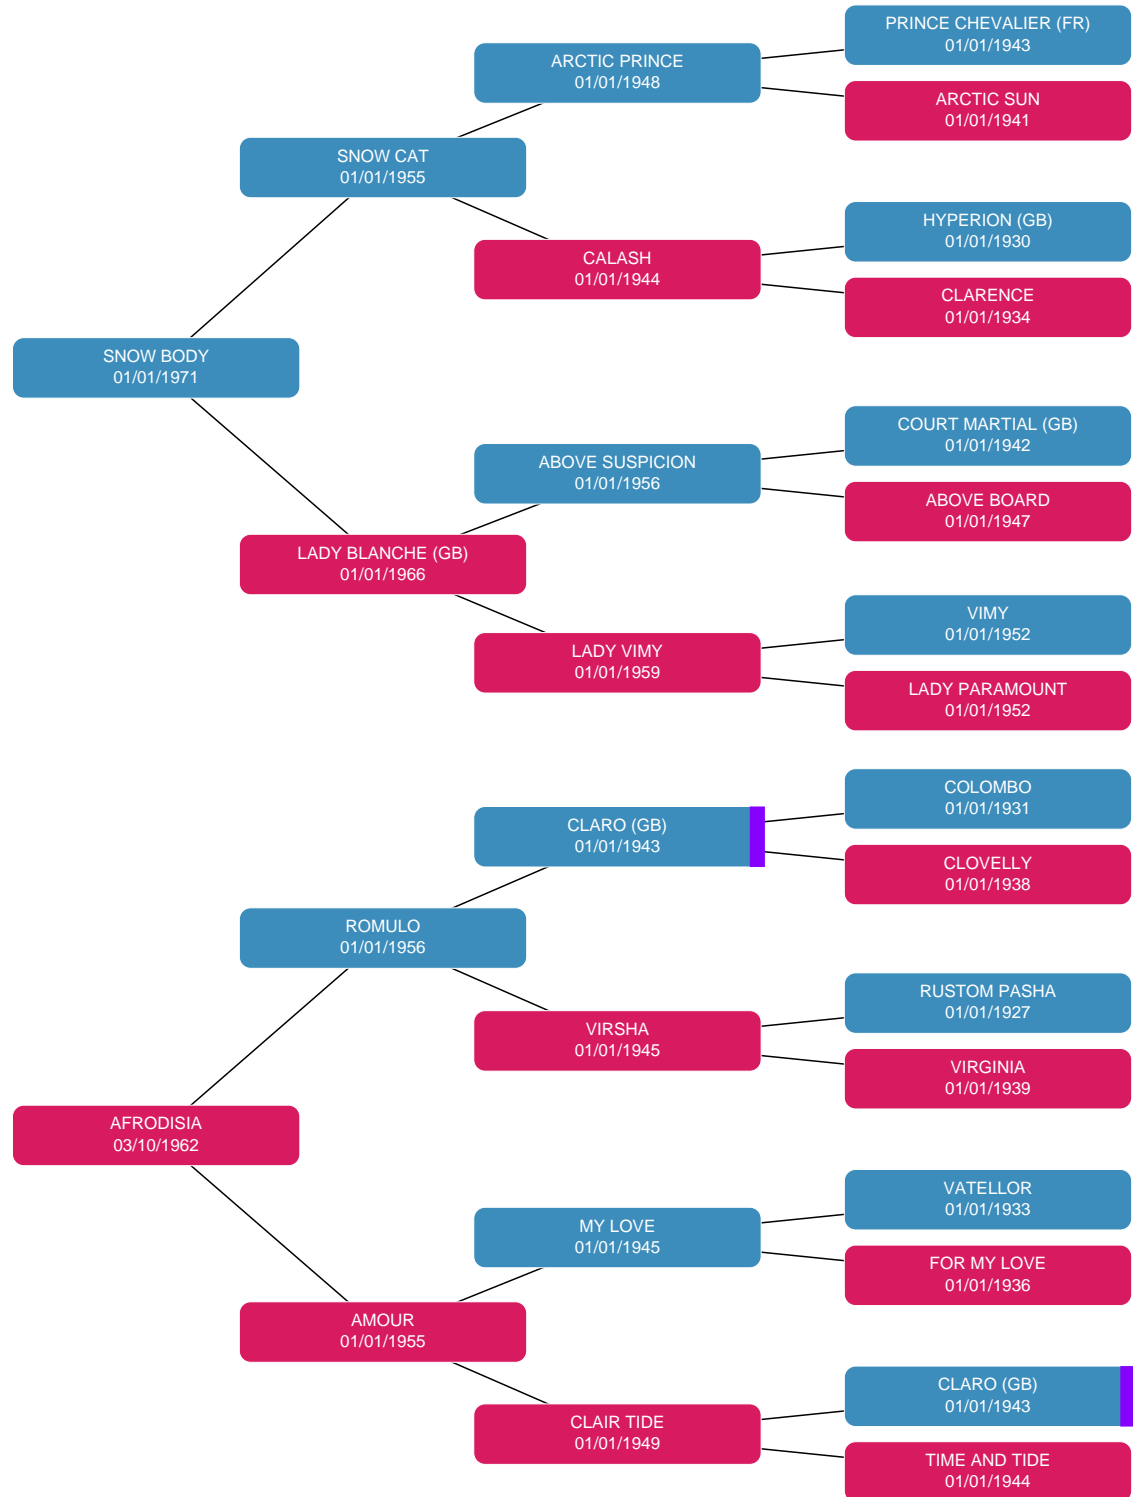 PRINCE CHEVALIER (FR)
01/01/1943
ARCTIC PRINCE
01/01/1948
ARCTIC SUN
01/01/1941
SNOW CAT
01/01/1955
HYPERION (GB)
01/01/1930
CALASH
01/01/1944
CLARENCE
01/01/1934
SNOW BODY
01/01/1971
COURT MARTIAL (GB)
01/01/1942
ABOVE SUSPICION
01/01/1956
ABOVE BOARD
01/01/1947
LADY BLANCHE (GB)
01/01/1966
VIMY
01/01/1952
LADY VIMY
01/01/1959
LADY PARAMOUNT
01/01/1952
COLOMBO
01/01/1931
CLARO (GB)
01/01/1943
CLOVELLY
01/01/1938
ROMULO
01/01/1956
RUSTOM PASHA
01/01/1927
VIRSHA
01/01/1945
VIRGINIA
01/01/1939
AFRODISIA
03/10/1962
VATELLOR
01/01/1933
MY LOVE
01/01/1945
FOR MY LOVE
01/01/1936
AMOUR
01/01/1955
CLARO (GB)
01/01/1943
CLAIR TIDE
01/01/1949
TIME AND TIDE
01/01/1944